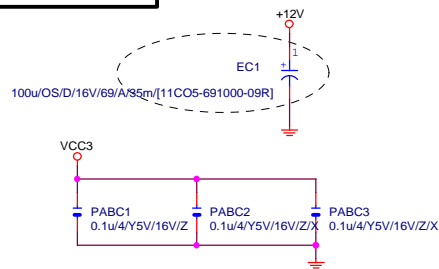 +12V
1
+
EC1
100u/OS/D/16V/69/A/35m/[11CO5-691000-09R]
VCC3
PABC1 PABC2 PABC3
0.1u/4/Y5V/16V/Z 0.1u/4/Y5V/16V/Z/X 0.1u/4/Y5V/16V/Z/X